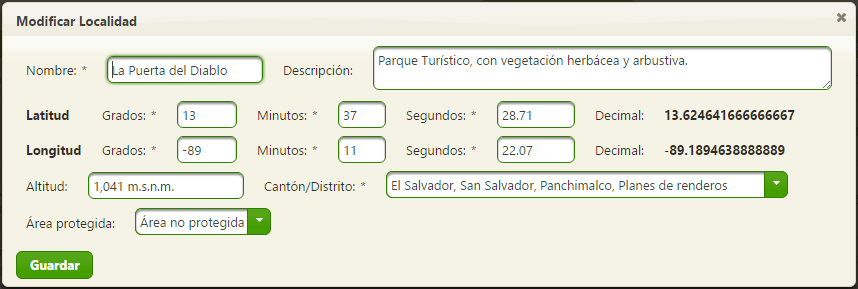 Modificar Localidad
Nombre: * La Puerta del Diablo Descripción: Parque Turístico, con vegetación herbácea y arbustiva.
Latitud Grados: * 13 Minutos: * 37 Segundos: * 28.71 Decimal: 13.624641666666667
Longitud Grados: * -89 Minutos: * 11 Segundos: * 22.07 Decimal: -89.1894638888889
Altitud: 1,041 m.s.n.m. Cantón/Distrito: * El Salvador, San Salvador, Panchimalco, Planes de renderos
Área protegida: Área no protegida
Guardar